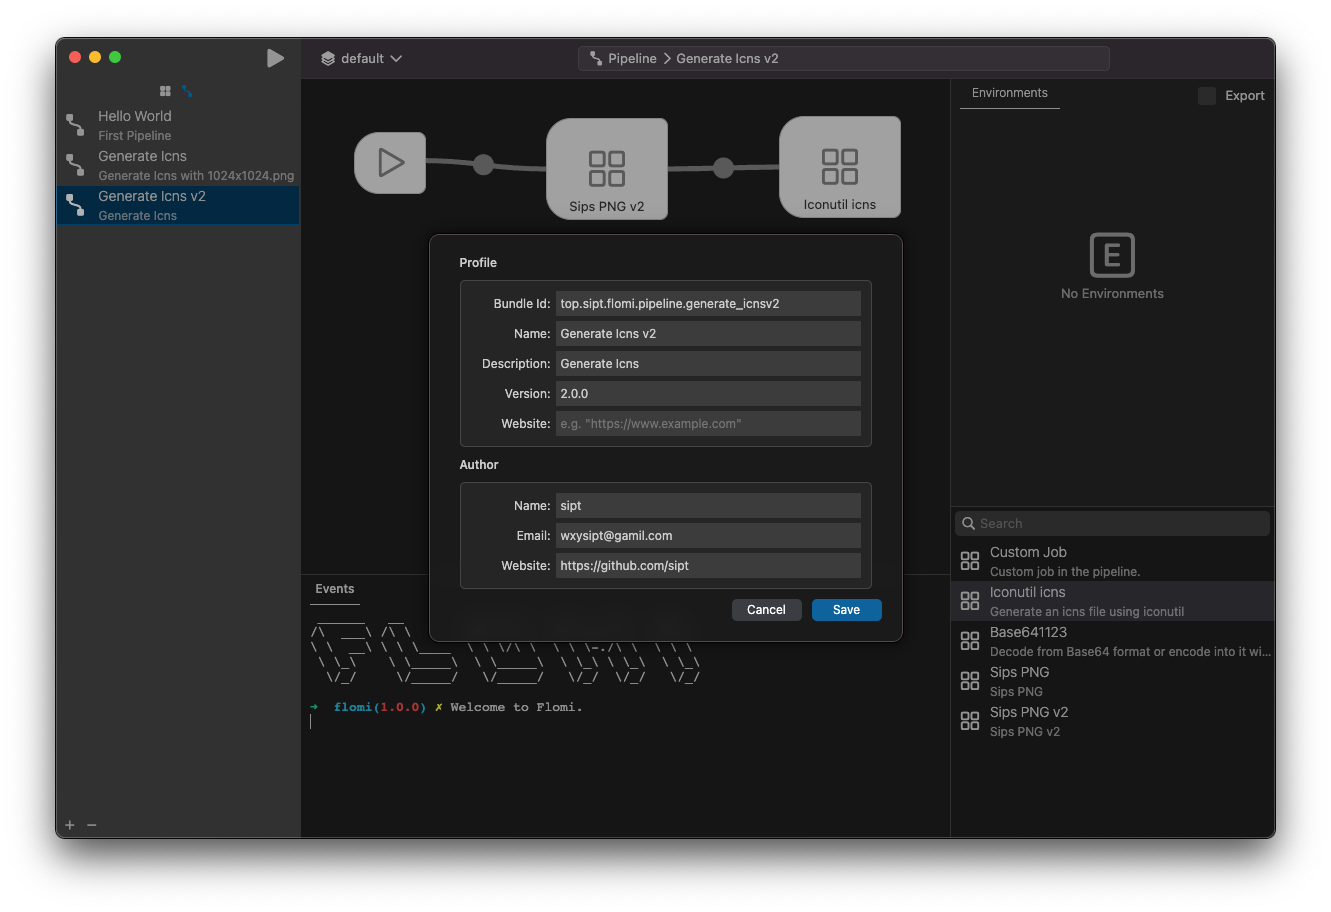 default
Pipeline > Generate Icns v2
Hello World
First Pipeline
Generate Icns
Generate Icns with 1024x1024.png
Generate Icns v2
Generate Icns
Sips PNG v2
Iconutil icns
Environments
Export
E
No Environments
Profile
Bundle Id: top.sipt.flomi.pipeline.generate_icnsv2
Name: Generate Icns v2
Description: Generate Icns
Version: 2.0.0
Website: e.g. "https://www.example.com"
Author
Name: sipt
Email: wxysipt@gamil.com
Website: https://github.com/sipt
Cancel
Save
Events
➜ flomi(1.0.0) ✗ Welcome to Flomi.
Search
Custom Job
Custom job in the pipeline.
Iconutil icns
Generate an icns file using iconutil
Base641123
Decode from Base64 format or encode into it wi...
Sips PNG
Sips PNG
Sips PNG v2
Sips PNG v2